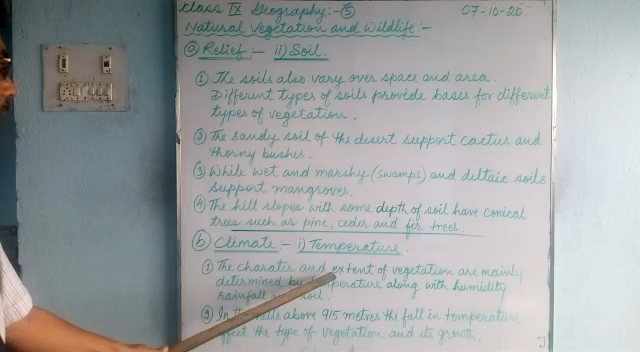 Class IX Geography:-⑤ 07-10-20
Natural Vegetation and Wildlife:-
ⓐ Relief:- ii) Soil.
① The soils also vary over space and area.
Different types of soils provide basis for different
types of vegetation.
② The sandy soil of the desert support cactus and
thorny bushes.
③ While wet and marshy (swamps) and deltaic soils
support mangroves.
④ The hill slopes with some depth of soil have conical
trees such as pine, ceder and fir trees.
ⓑ Climate:- i) Temperature.
① The charater and extent of vegetation are mainly
determined by temperature along with humidity
rainfall soil.
② In the hills above 915 metres the fall in temperature
affect the type of vegetation and its growth.